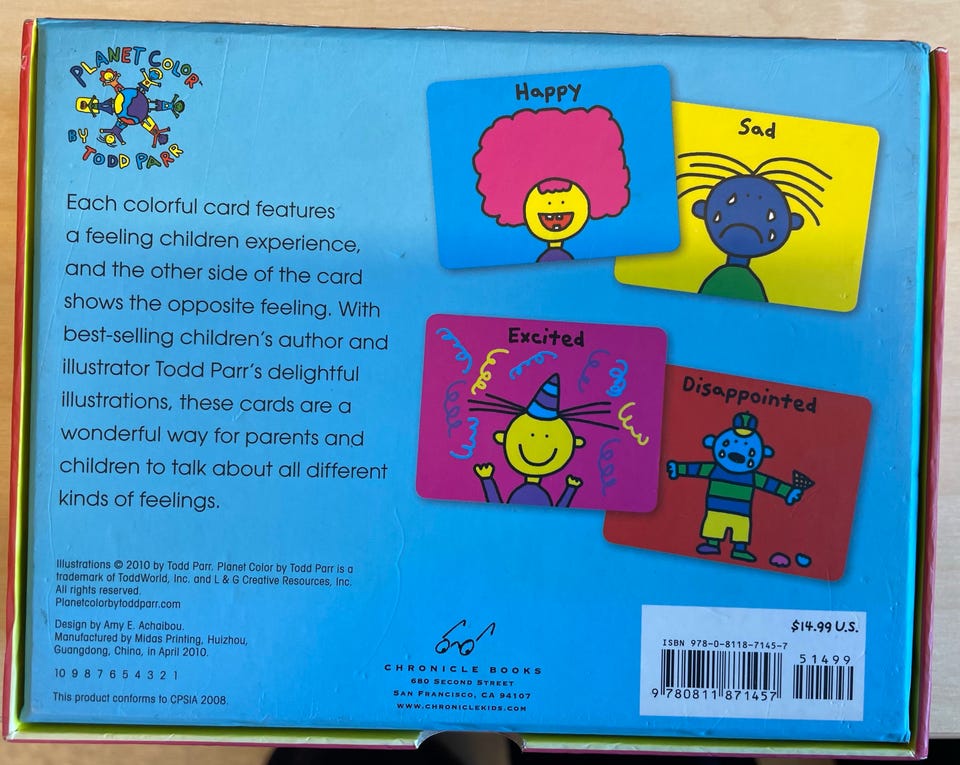 PLANET COLOR
BY
TODD PARR
Each colorful card features
a feeling children experience,
and the other side of the card
shows the opposite feeling. With
best-selling children's author and
illustrator Todd Parr's delightful
illustrations, these cards are a
wonderful way for parents and
children to talk about all different
kinds of feelings.
Happy
Sad
Excited
Disappointed
Illustrations © 2010 by Todd Parr. Planet Color by Todd Parr is a
trademark of ToddWorld, Inc. and L & G Creative Resources, Inc.
All rights reserved.
Planetcolorbytoddparr.com
Design by Amy E. Achaibou.
Manufactured by Midas Printing, Huizhou,
Guangdong, China, in April 2010.
10 9 8 7 6 5 4 3 2 1
This product conforms to CPSIA 2008.
CHRONICLE BOOKS
680 SECOND STREET
SAN FRANCISCO, CA 94107
WWW.CHRONICLEKIDS.COM
$14.99 U.S.
ISBN 978-0-8118-7145-7
51499
9 780811 871457